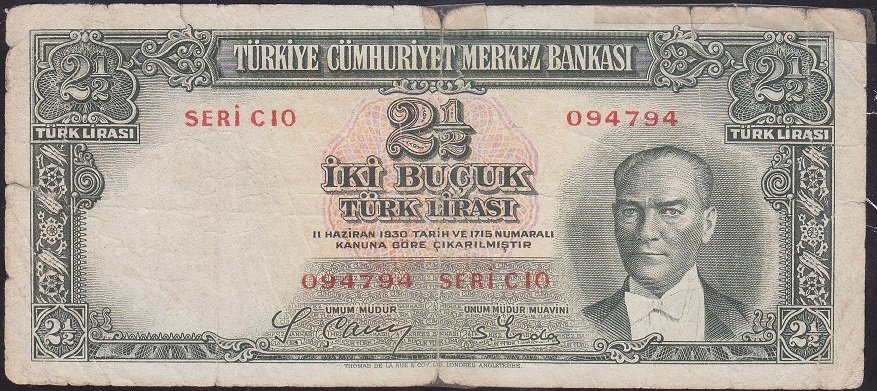 TÜRKİYE CÜMHURİYET MERKEZ BANKASI
2½ 2½
TÜRK LİRASI TÜRK LİRASI
SERİ C10 2½ 094794
İKİ BUÇUK
TÜRK LİRASI
11 HAZİRAN 1930 TARİH VE 1715 NUMARALI
KANUNA GÖRE ÇIKARILMIŞTIR
094794 SERİ C10
UMUM MÜDÜR UMUM MÜDÜR MUAVİNİ
2½ 2½
THOMAS DE LA RUE & COY. LTD. LONDRES, ANGLETERRE.